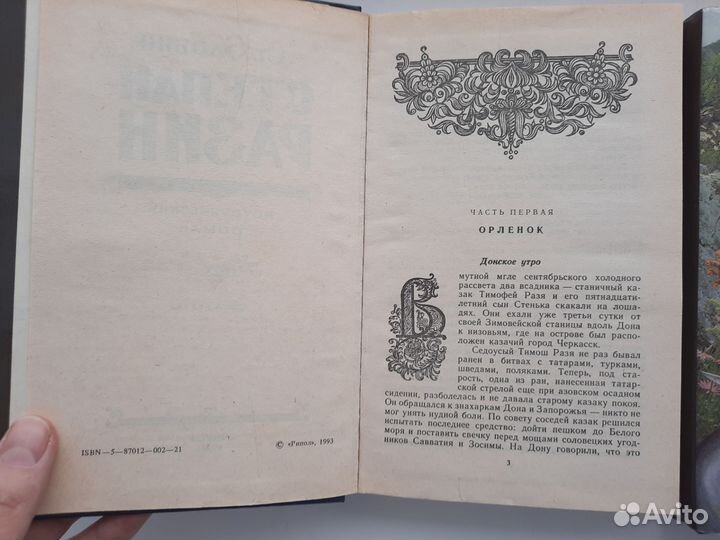 ISBN—5—87012—002—21
© «Рипол», 1993
ЧАСТЬ ПЕРВАЯ
ОРЛЕНОК
Донское утро
В мутной мгле сентябрьского холодного
рассвета два всадника — станичный ка-
зак Тимофей Разя и его пятнадцати-
летний сын Стенька скакали на лоша-
дях. Они ехали уже третьи сутки от
своей Зимовейской станицы вдоль Дона
к низовьям, где на острове был распо-
ложен казачий город Черкасск.
Седоусый Тимош Разя не раз бывал
ранен в битвах с татарами, турками,
шведами, поляками. Теперь, под ста-
рость, одна из ран, нанесенная татар-
ской стрелой еще при азовском осадном
сидении, разболелась и не давала старому казаку покоя.
Он обращался к знахаркам Дона и Запорожья — никто не
мог унять нудной боли. По совету соседей казак решился
испытать последнее средство: дойти пешком до Белого
моря и поставить свечку перед мощами соловецких угод-
ников Савватия и Зосимы. На Дону говорили, что это
3
СТЕПАН
РАЗИН
Avito